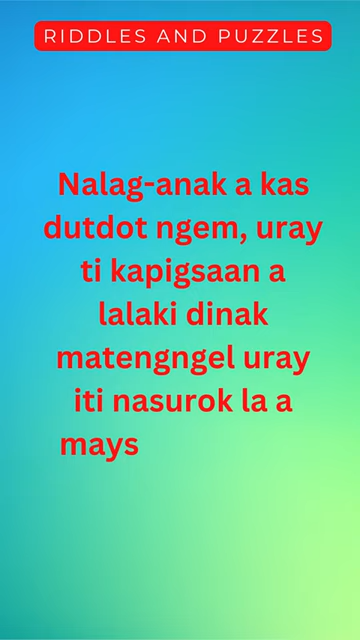 RIDDLES AND PUZZLES
Nalag-anak a kas
dutdot ngem, uray
ti kapigsaan a
lalaki dinak
matengngel uray
iti nasurok la a
mays